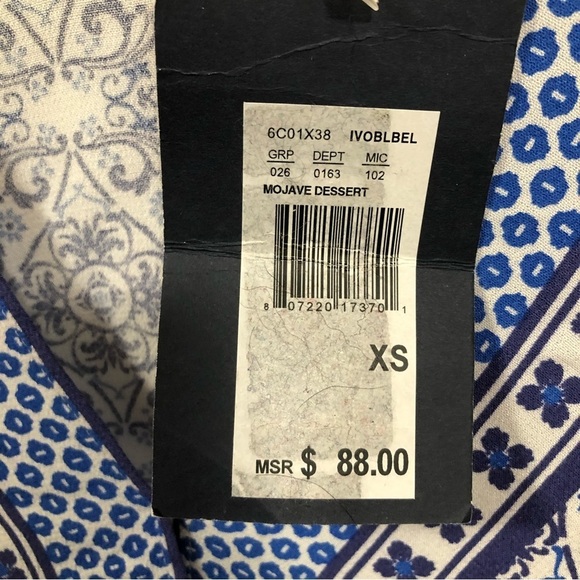 6C01X38 IVOBLBEL
GRP DEPT MIC
026 0163 102
MOJAVE DESSERT
8 07220 17370 1
XS
MSR $ 88.00